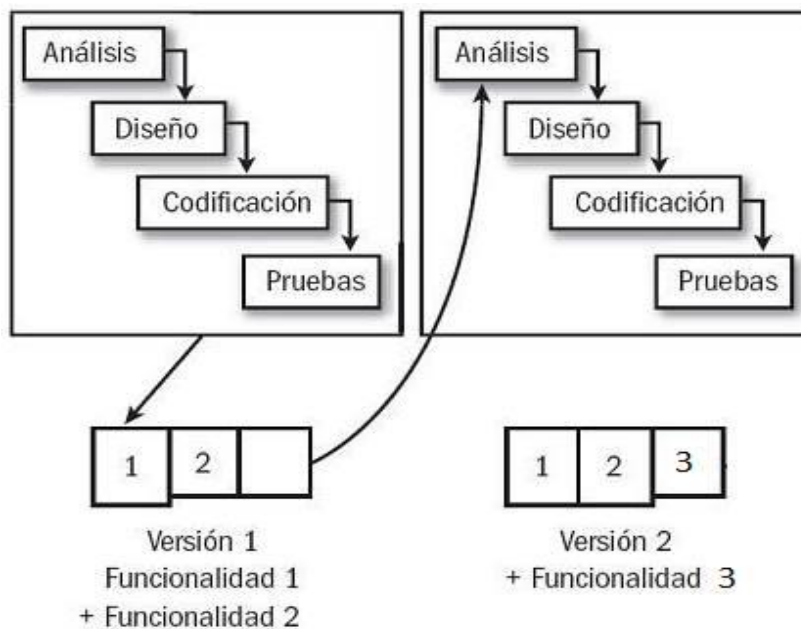 Análisis
Diseño
Codificación
Pruebas
Análisis
Diseño
Codificación
Pruebas
1 2
Versión 1
Funcionalidad 1
+ Funcionalidad 2
1 2 3
Versión 2
+ Funcionalidad 3